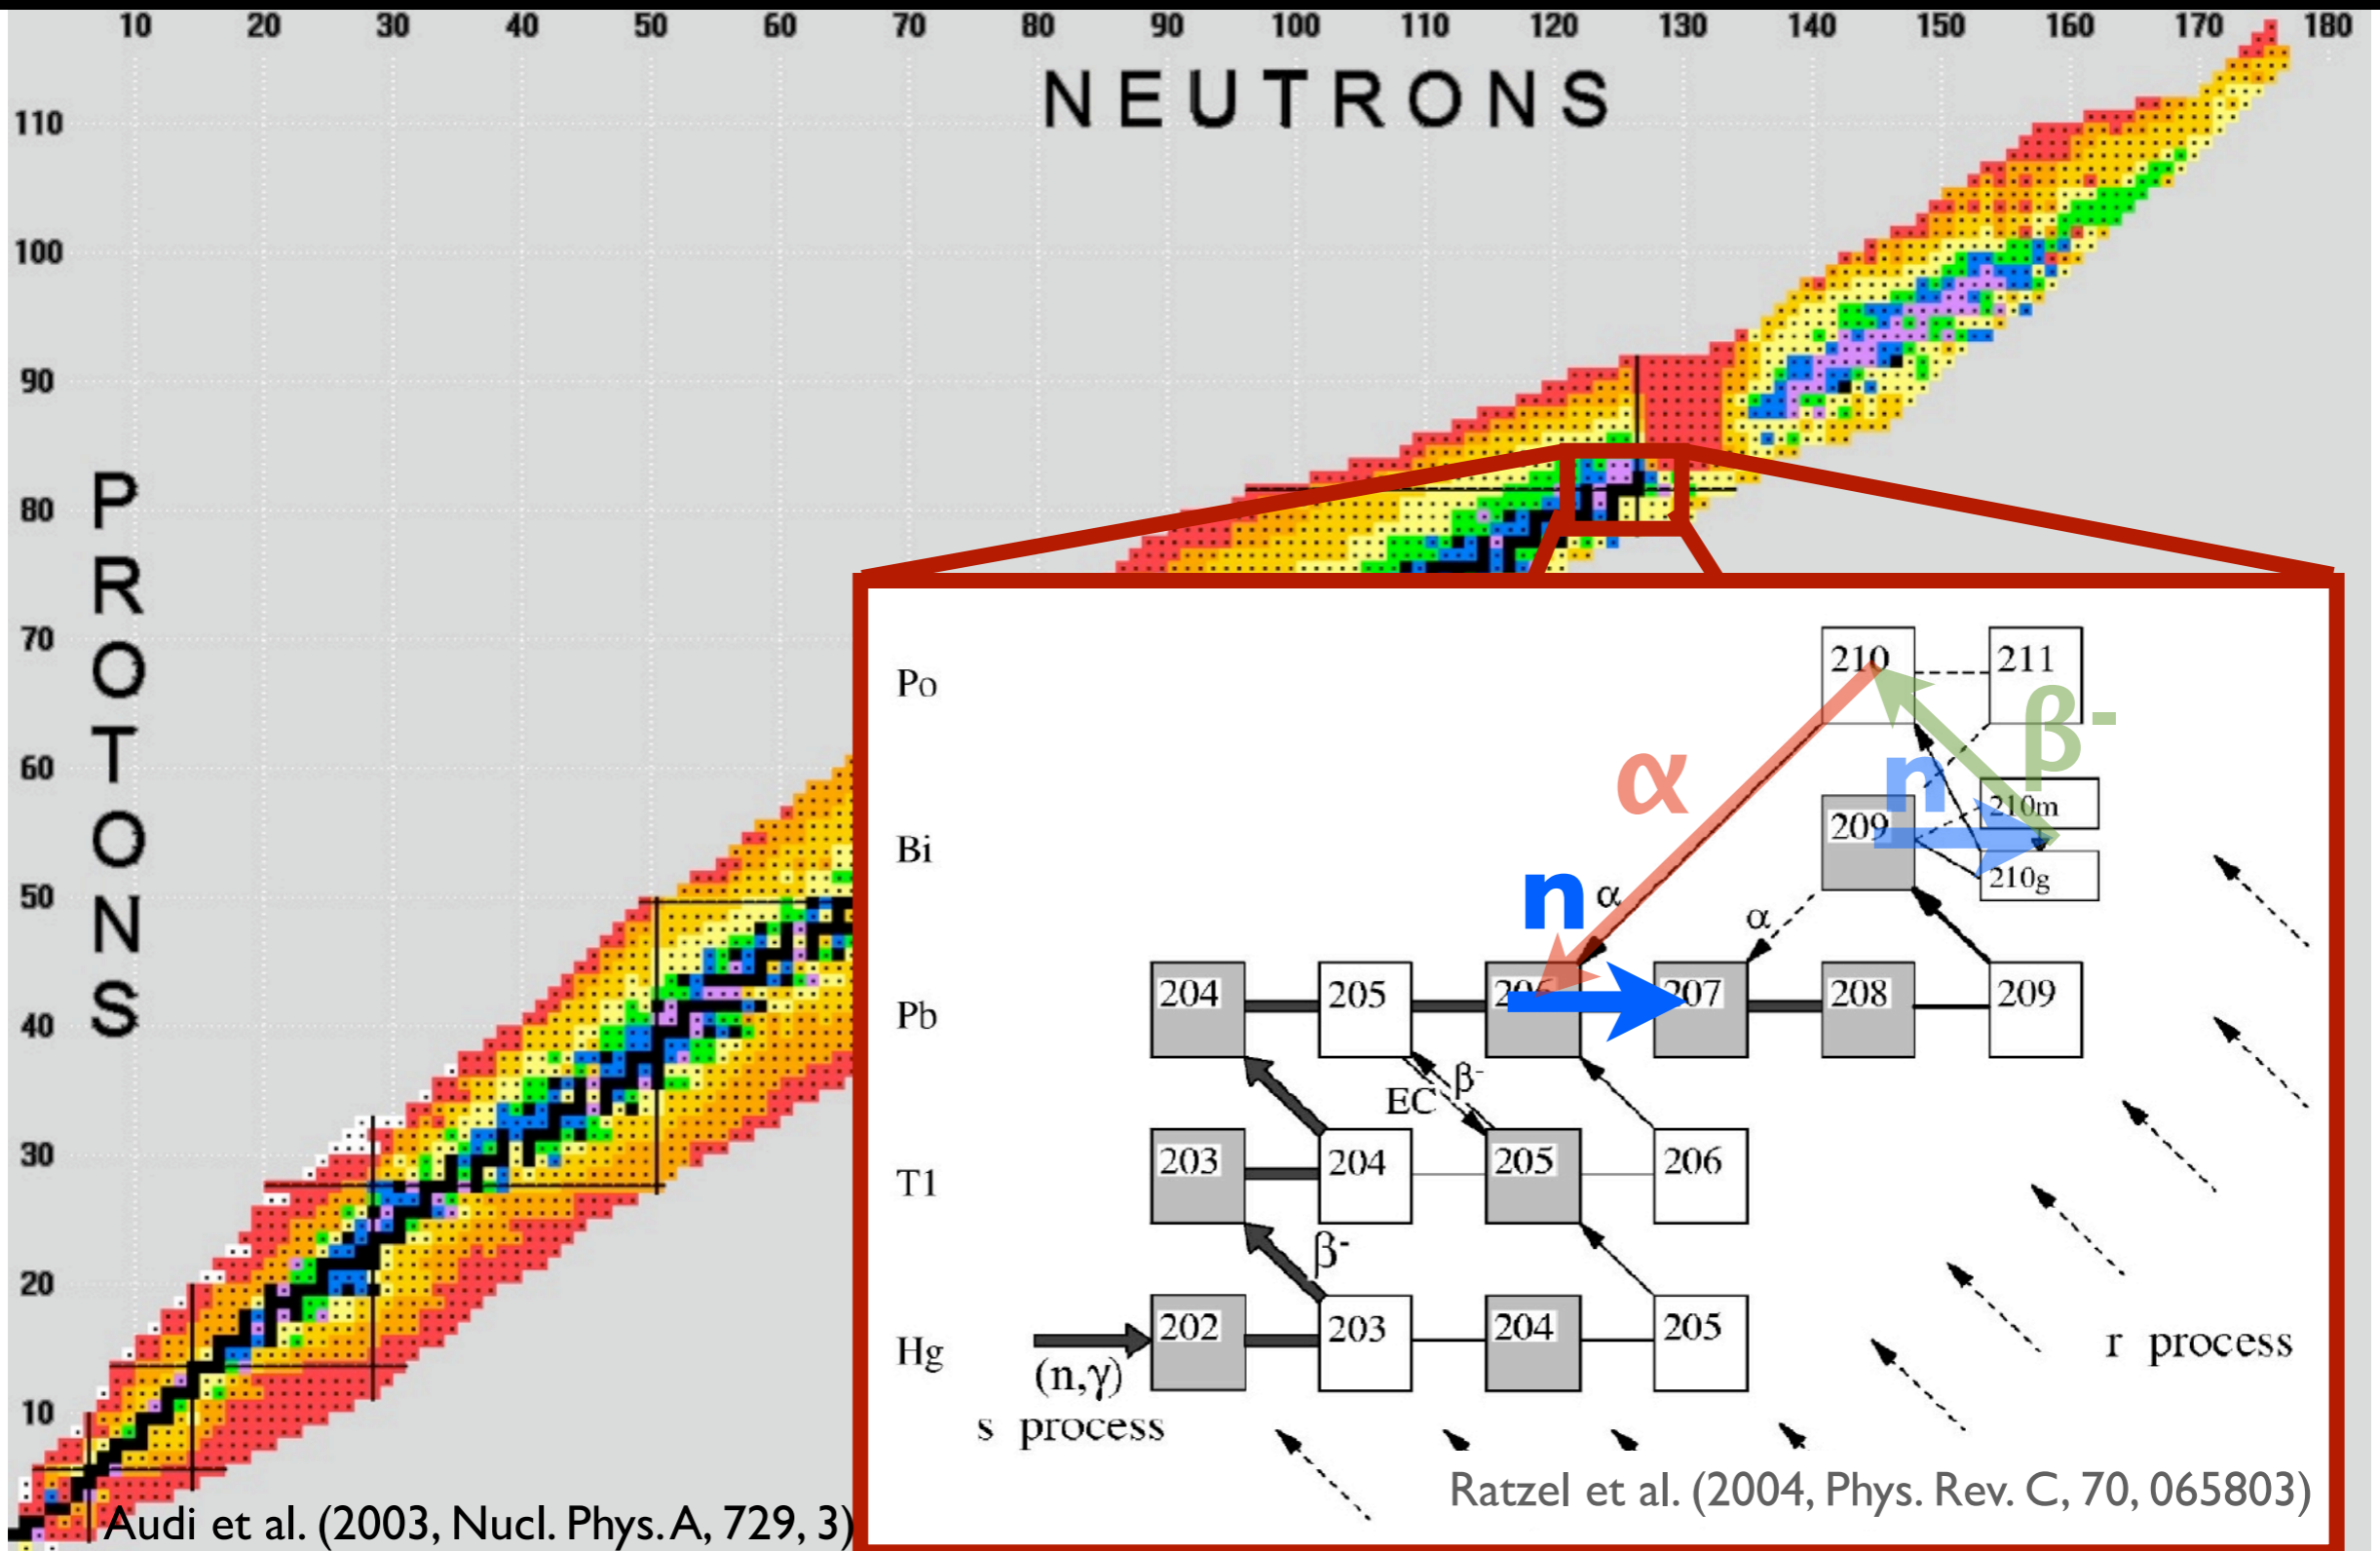 10 20 30 40 50 60 70 80 90 100 110 120 130 140 150 160 170 180
NEUTRONS
110
100
90
80
70
60
50
40
30
20
10
PROTONS
Po
210
211
β-
α
n
210m
Bi
209
210g
n
α
α
Pb
204
205
206
207
208
209
EC
β-
Tl
203
204
205
206
β-
Hg
202
203
204
205
(n,γ)
s process
r process
Ratzel et al. (2004, Phys. Rev. C, 70, 065803)
Audi et al. (2003, Nucl. Phys. A, 729, 3)